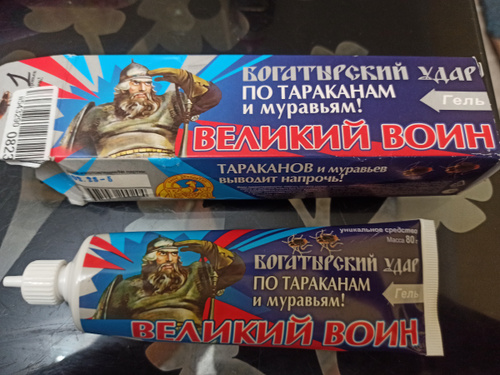 БОГАТЫРСКИЙ УДАР
ПО ТАРАКАНАМ
и муравьям!
Гель
ВЕЛИКИЙ ВОИН
0823
ТАРАКАНОВ и муравьев
выводит напрочь!
уникальное средство
Масса 80
БОГАТЫРСКИЙ УДАР
ПО ТАРАКАНАМ
и муравьям!
Гель
ВЕЛИКИЙ ВОИН